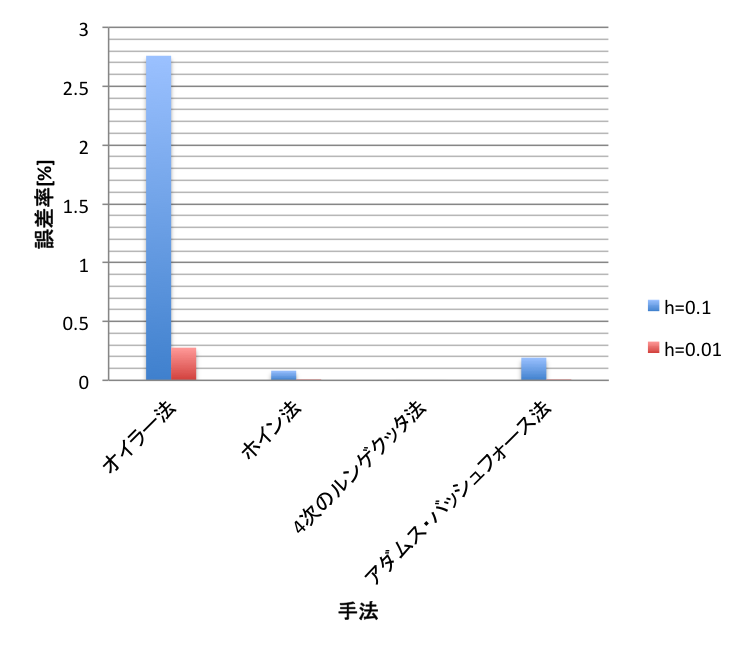 3
2.5
2
1.5
1
0.5
0
誤差率[%]
オイラー法
ホイン法
4次のルンゲクッタ法
アダムス・バッシュフォース法
手法
h=0.1
h=0.01